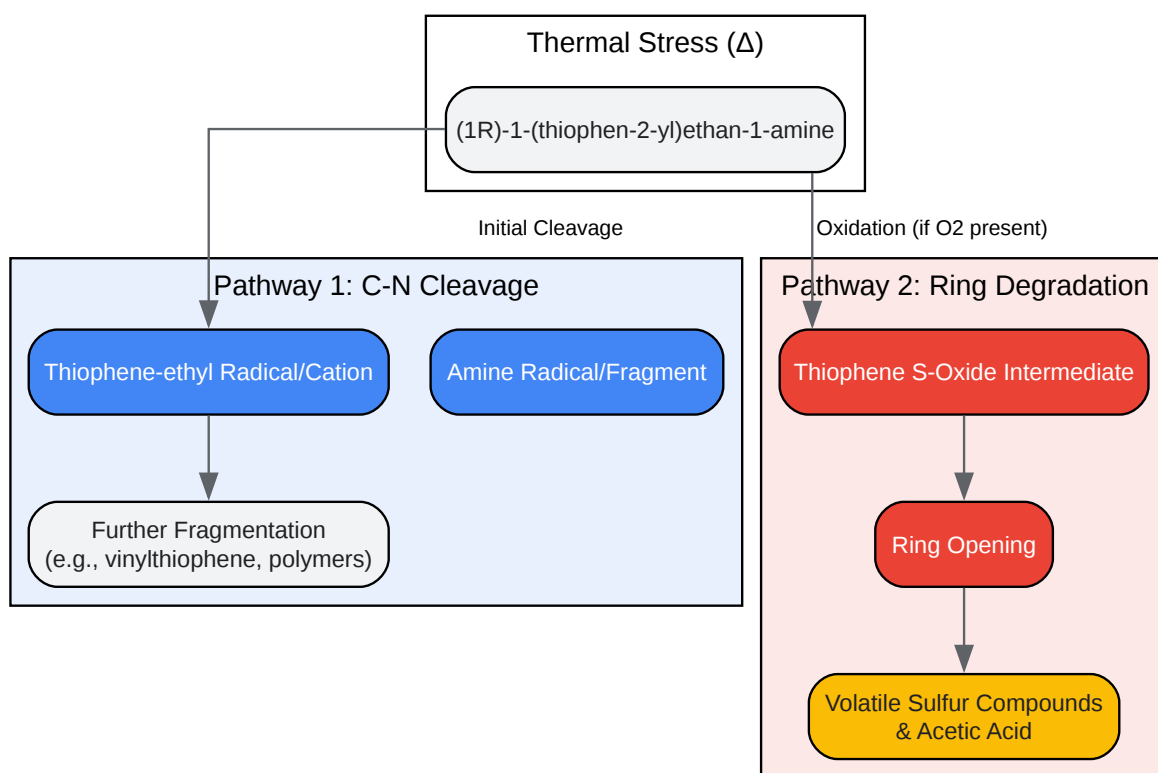 Thermal Stress (Δ)
(1R)-1-(thiophen-2-yl)ethan-1-amine
Initial Cleavage
Oxidation (if O2 present)
Pathway 1: C-N Cleavage
Thiophene-ethyl Radical/Cation
Amine Radical/Fragment
Further Fragmentation
(e.g., vinylthiophene, polymers)
Pathway 2: Ring Degradation
Thiophene S-Oxide Intermediate
Ring Opening
Volatile Sulfur Compounds
& Acetic Acid